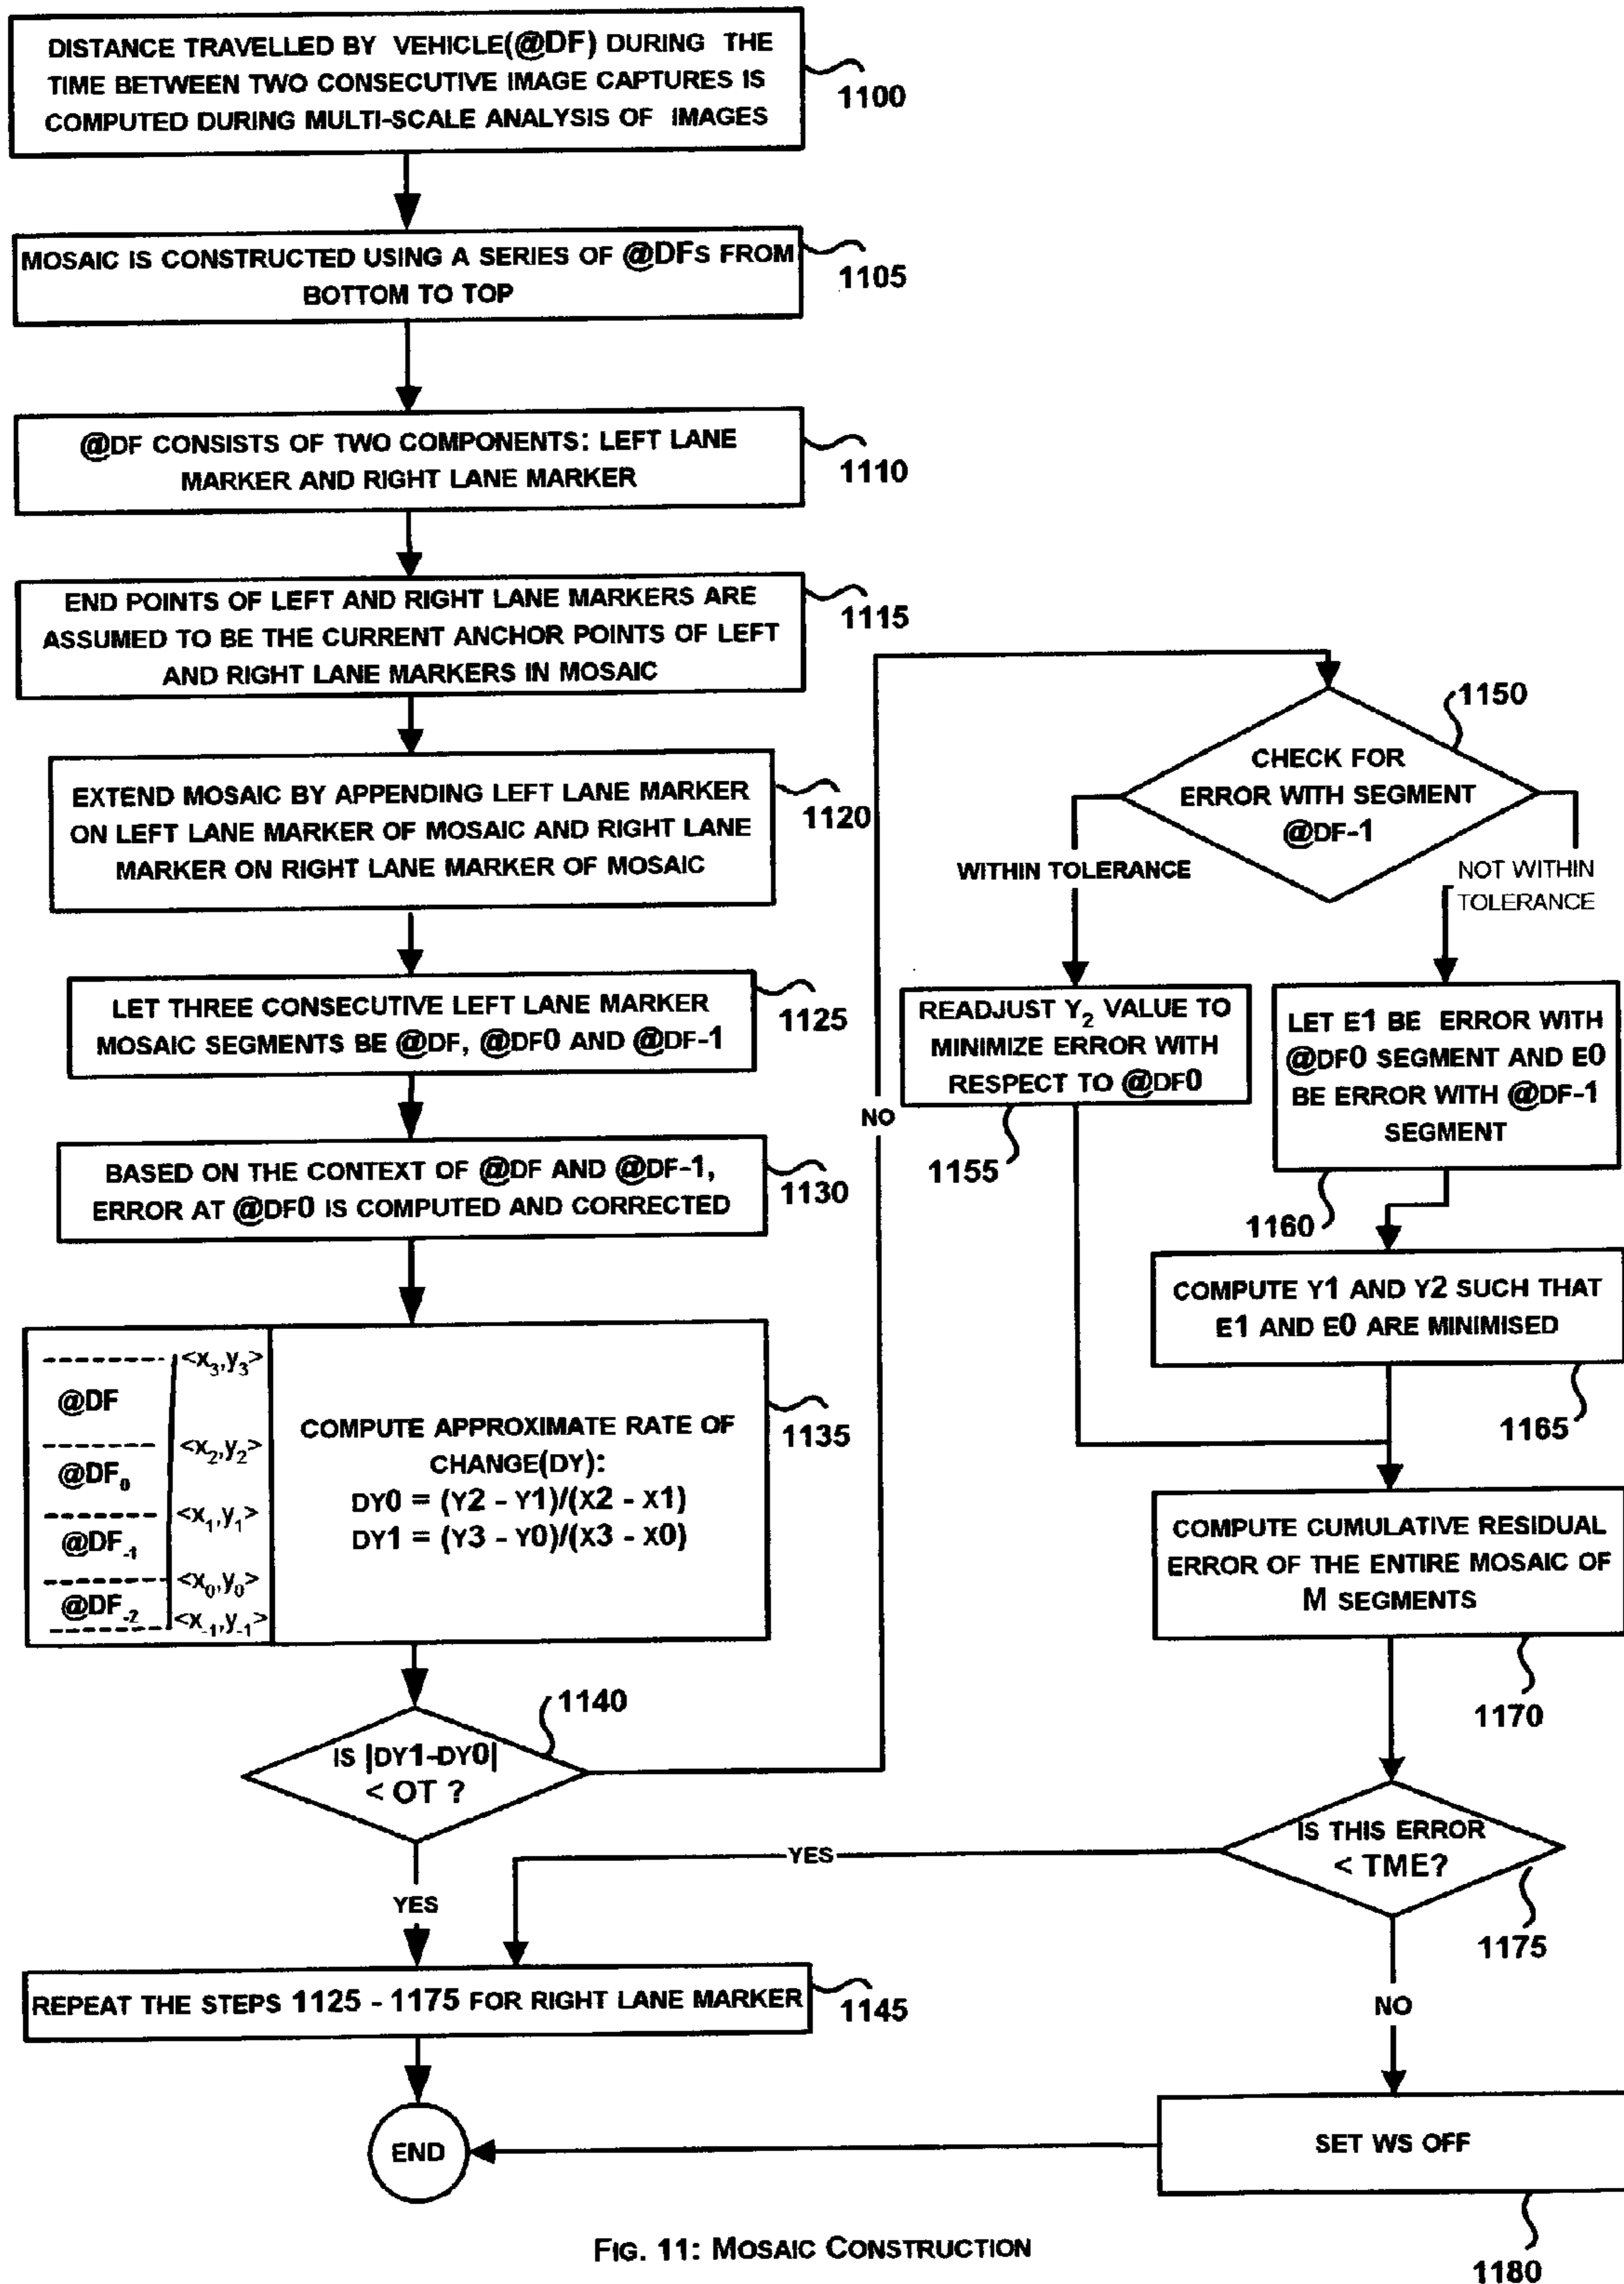 DISTANCE TRAVELLED BY VEHICLE(@DF) DURING THE
TIME BETWEEN TWO CONSECUTIVE IMAGE CAPTURES IS
COMPUTED DURING MULTI-SCALE ANALYSIS OF IMAGES
1100
MOSAIC IS CONSTRUCTED USING A SERIES OF @DFS FROM
BOTTOM TO TOP
1105
@DF CONSISTS OF TWO COMPONENTS: LEFT LANE
MARKER AND RIGHT LANE MARKER
1110
END POINTS OF LEFT AND RIGHT LANE MARKERS ARE
ASSUMED TO BE THE CURRENT ANCHOR POINTS OF LEFT
AND RIGHT LANE MARKERS IN MOSAIC
1115
EXTEND MOSAIC BY APPENDING LEFT LANE MARKER
ON LEFT LANE MARKER OF MOSAIC AND RIGHT LANE
MARKER ON RIGHT LANE MARKER OF MOSAIC
1120
LET THREE CONSECUTIVE LEFT LANE MARKER
MOSAIC SEGMENTS BE @DF, @DF0 AND @DF-1
1125
BASED ON THE CONTEXT OF @DF AND @DF-1,
ERROR AT @DF0 IS COMPUTED AND CORRECTED
1130
<x₃,y₃>
@DF
<x₂,y₂>
@DF₀
<x₁,y₁>
@DF₋₁
<x₀,y₀>
@DF₋₂
<x₋₁,y₋₁>
COMPUTE APPROXIMATE RATE OF
CHANGE(DY):
DY0 = (Y2 - Y1)/(X2 - X1)
DY1 = (Y3 - Y0)/(X3 - X0)
1135
1140
IS |DY1-DY0|
< OT ?
NO
YES
REPEAT THE STEPS 1125 - 1175 FOR RIGHT LANE MARKER
1145
END
1150
CHECK FOR
ERROR WITH SEGMENT
@DF-1
WITHIN TOLERANCE
NOT WITHIN
TOLERANCE
READJUST Y₂ VALUE TO
MINIMIZE ERROR WITH
RESPECT TO @DF0
1155
LET E1 BE ERROR WITH
@DF0 SEGMENT AND E0
BE ERROR WITH @DF-1
SEGMENT
1160
COMPUTE Y1 AND Y2 SUCH THAT
E1 AND E0 ARE MINIMISED
1165
COMPUTE CUMULATIVE RESIDUAL
ERROR OF THE ENTIRE MOSAIC OF
M SEGMENTS
1170
IS THIS ERROR
< TME?
1175
YES
NO
SET WS OFF
1180
FIG. 11: MOSAIC CONSTRUCTION